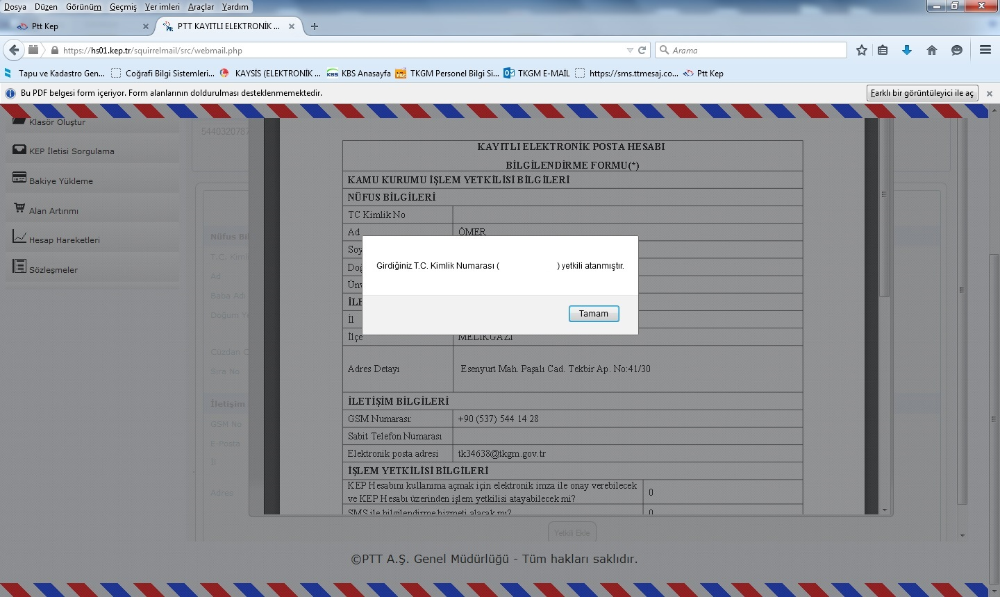 Dosya Düzen Görünüm Geçmiş Yer imleri Araçlar Yardım
Ptt Kep
PTT KAYITLI ELEKTRONİK ...
https://hs01.kep.tr/squirrelmail/src/webmail.php
Arama
Tapu ve Kadastro Gen... Coğrafi Bilgi Sistemleri... KAYSİS (ELEKTRONİK ... KBS Anasayfa TKGM Personel Bilgi Si... TKGM E-MAİL https://sms.ttmesaj.co... Ptt Kep
Bu PDF belgesi form içeriyor. Form alanlarının doldurulması desteklenmemektedir.
Farklı bir görüntüleyici ile aç
Klasör Oluştur
KEP İletisi Sorgulama
Bakiye Yükleme
Alan Artırımı
Hesap Hareketleri
Sözleşmeler
5440320787
Nüfus Bil
T.C. Kimli
Ad
Baba Adı
Doğum Ye
Cüzdan C
Sıra No
İletişim
GSM No
E-Posta
İl
Adres
KAYITLI ELEKTRONİK POSTA HESABI
BİLGİLENDİRME FORMU(*)
KAMU KURUMU İŞLEM YETKİLİSİ BİLGİLERİ
NÜFUS BİLGİLERİ
TC Kimlik No
Ad ÖMER
Soy
Doğ
Ünv
İLE
İl
İlçe MELİKGAZİ
Adres Detayı Esenyurt Mah. Paşalı Cad. Tekbir Ap. No:41/30
İLETİŞİM BİLGİLERİ
GSM Numarası: +90 (537) 544 14 28
Sabit Telefon Numarası
Elektronik posta adresi tk34638@tkgm.gov.tr
İŞLEM YETKİLİSİ BİLGİLERİ
KEP Hesabını kullanıma açmak için elektronik imza ile onay verebilecek
ve KEP Hesabı üzerinden işlem yetkilisi atayabilecek mi? 0
SMS ile bilgilendirme hizmeti alacak mı? 0
Girdiğiniz T.C. Kimlik Numarası ( ) yetkili atanmıştır.
Tamam
Yetkili Ekle
©PTT A.Ş. Genel Müdürlüğü - Tüm hakları saklıdır.